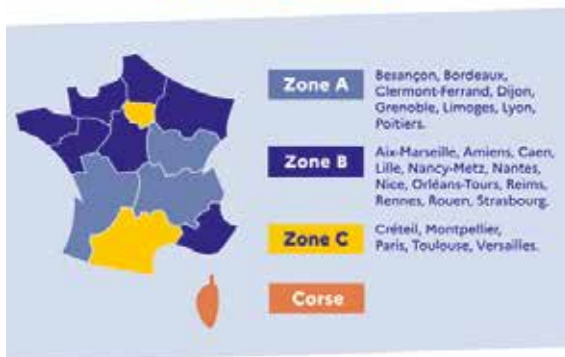 Zone A
Besançon, Bordeaux,
Clermont-Ferrand, Dijon,
Grenoble, Limoges, Lyon,
Poitiers.
Zone B
Aix-Marseille, Amiens, Caen,
Lille, Nancy-Metz, Nantes,
Nice, Orléans-Tours, Reims,
Rennes, Rouen, Strasbourg.
Zone C
Créteil, Montpellier,
Paris, Toulouse, Versailles.
Corse